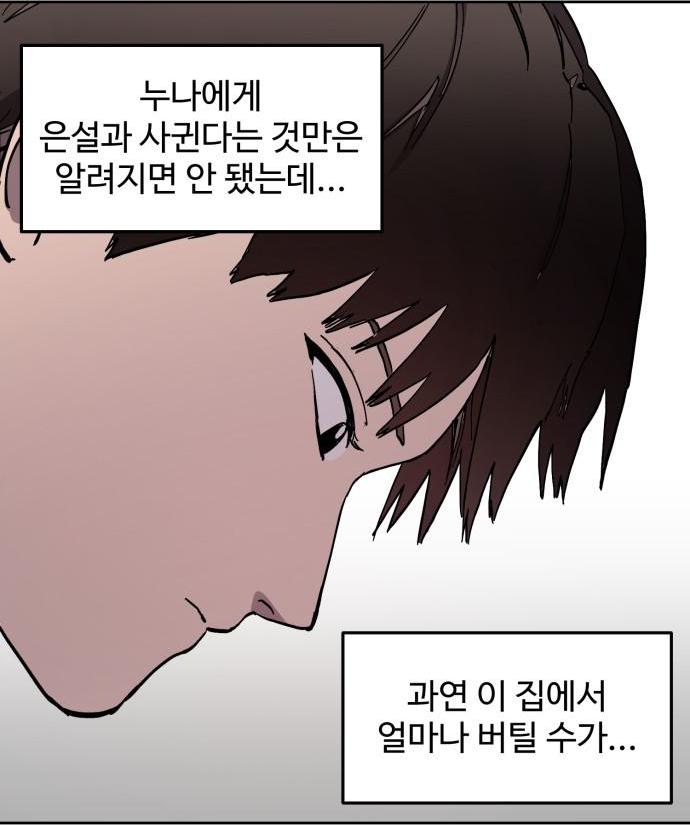 누나에게
은설과 사귄다는 것만은
알려지면 안 됐는데...
과연 이 집에서
얼마나 버틸 수가...